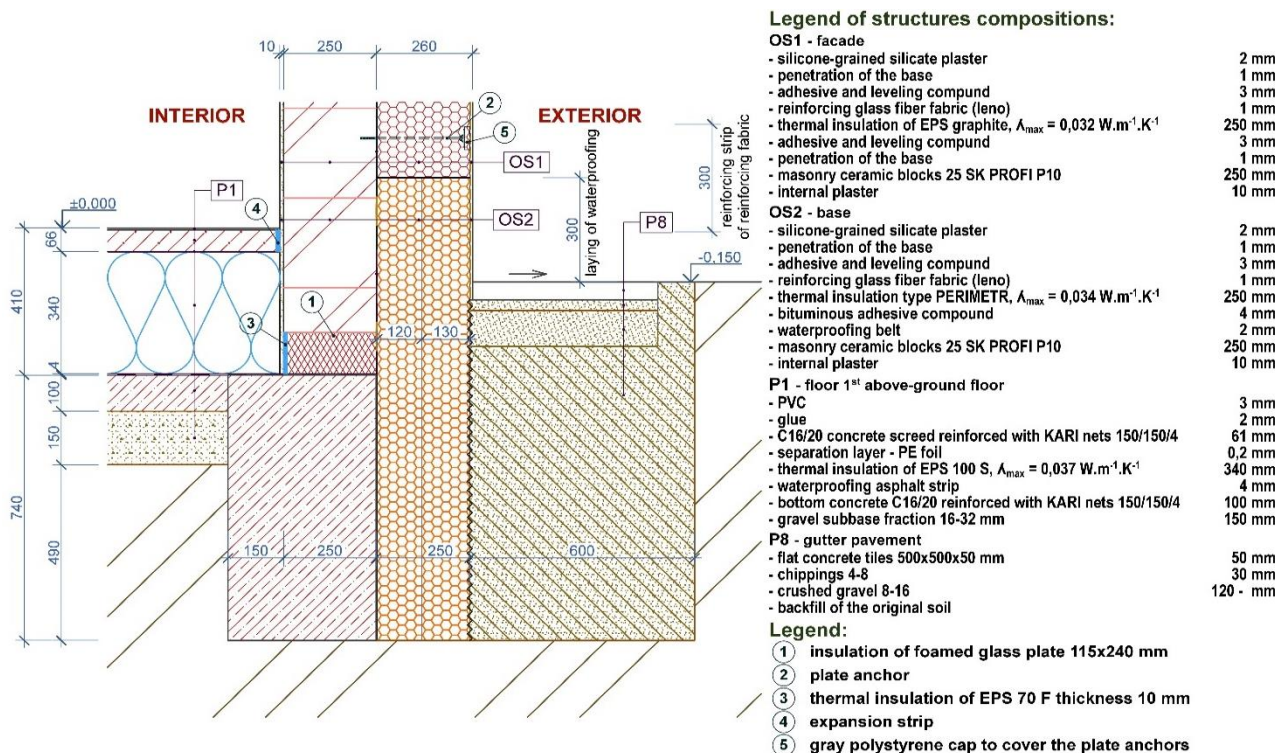 10 250 260
INTERIOR
EXTERIOR
2
5
P1
OS1
OS2
P8
4
±0,000
-0,150
300
laying of waterproofing
300
reinforcing strip
of reinforcing fabric
66
410
340
4
1
3
120 130
100
150
740
490
150 250 250 600
Legend of structures compositions:
OS1 - facade
- silicone-grained silicate plaster 2 mm
- penetration of the base 1 mm
- adhesive and leveling compund 3 mm
- reinforcing glass fiber fabric (leno) 1 mm
- thermal insulation of EPS graphite, ʎmax = 0,032 W.m⁻¹.K⁻¹ 250 mm
- adhesive and leveling compund 3 mm
- penetration of the base 1 mm
- masonry ceramic blocks 25 SK PROFI P10 250 mm
- internal plaster 10 mm
OS2 - base
- silicone-grained silicate plaster 2 mm
- penetration of the base 1 mm
- adhesive and leveling compund 3 mm
- reinforcing glass fiber fabric (leno) 1 mm
- thermal insulation type PERIMETR, ʎmax = 0,034 W.m⁻¹.K⁻¹ 250 mm
- bituminous adhesive compound 4 mm
- waterproofing belt 2 mm
- masonry ceramic blocks 25 SK PROFI P10 250 mm
- internal plaster 10 mm
P1 - floor 1st above-ground floor
- PVC 3 mm
- glue 2 mm
- C16/20 concrete screed reinforced with KARI nets 150/150/4 61 mm
- separation layer - PE foil 0,2 mm
- thermal insulation of EPS 100 S, ʎmax = 0,037 W.m⁻¹.K⁻¹ 340 mm
- waterproofing asphalt strip 4 mm
- bottom concrete C16/20 reinforced with KARI nets 150/150/4 100 mm
- gravel subbase fraction 16-32 mm 150 mm
P8 - gutter pavement
- flat concrete tiles 500x500x50 mm 50 mm
- chippings 4-8 30 mm
- crushed gravel 8-16 120 - mm
- backfill of the original soil
Legend:
1 insulation of foamed glass plate 115x240 mm
2 plate anchor
3 thermal insulation of EPS 70 F thickness 10 mm
4 expansion strip
5 gray polystyrene cap to cover the plate anchors